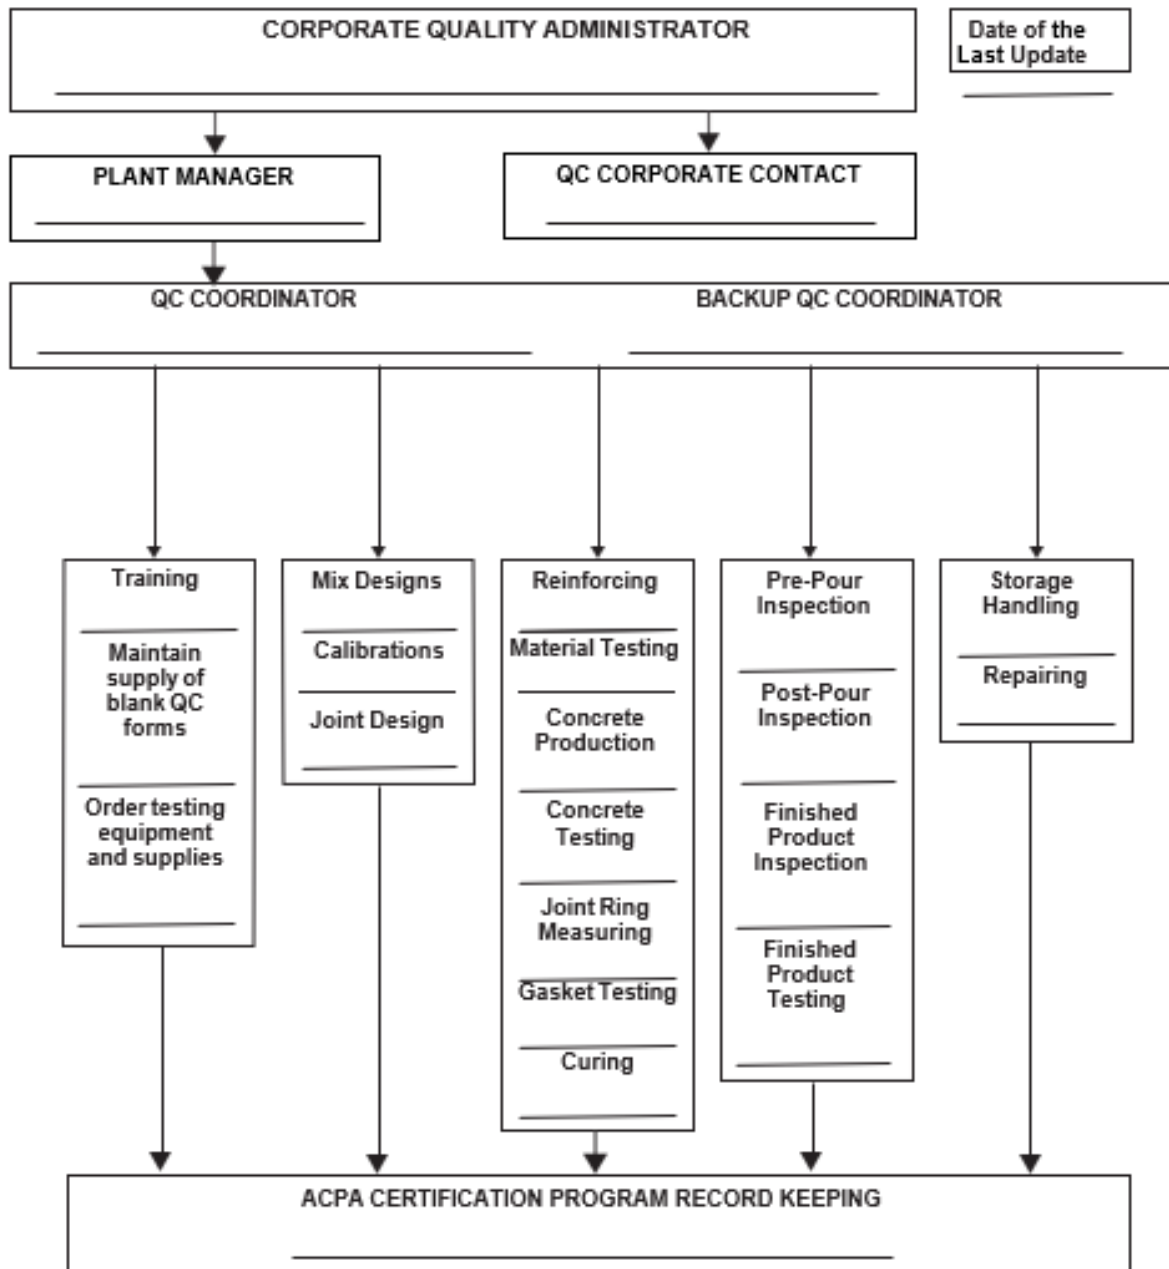 CORPORATE QUALITY ADMINISTRATOR
Date of the
Last Update
PLANT MANAGER
QC CORPORATE CONTACT
QC COORDINATOR
BACKUP QC COORDINATOR
Training
Maintain
supply of
blank QC
forms
Order testing
equipment
and supplies
Mix Designs
Calibrations
Joint Design
Reinforcing
Material Testing
Concrete
Production
Concrete
Testing
Joint Ring
Measuring
Gasket Testing
Curing
Pre-Pour
Inspection
Post-Pour
Inspection
Finished
Product
Inspection
Finished
Product
Testing
Storage
Handling
Repairing
ACPA CERTIFICATION PROGRAM RECORD KEEPING